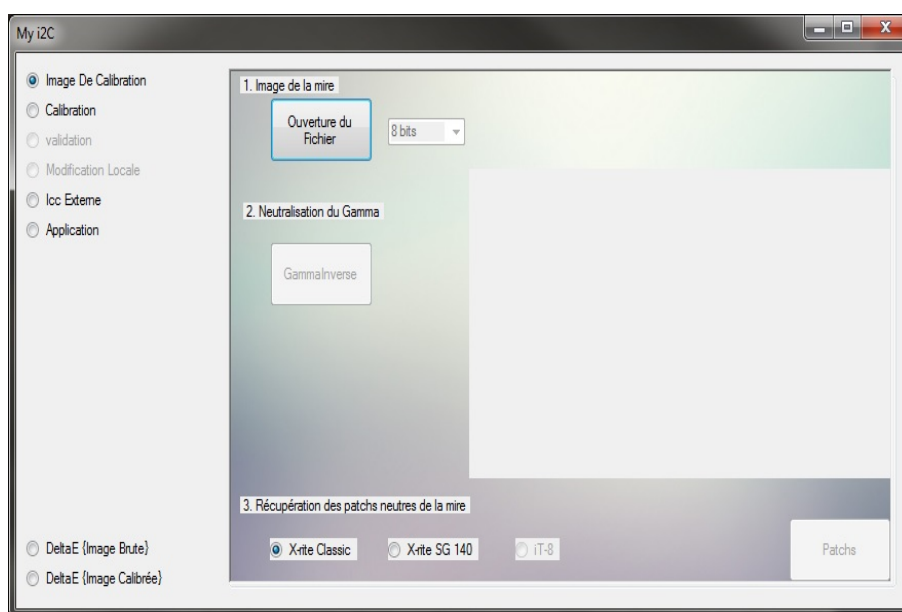 My i2C
Image De Calibration
Calibration
validation
Modification Locale
Icc Externe
Application
DeltaE {Image Brute}
DeltaE {Image Calibrée}
1. Image de la mire
Ouverture du
Fichier
8 bits
2. Neutralisation du Gamma
GammaInverse
3. Récupération des patchs neutres de la mire
X-rite Classic
X-rite SG 140
iT-8
Patchs